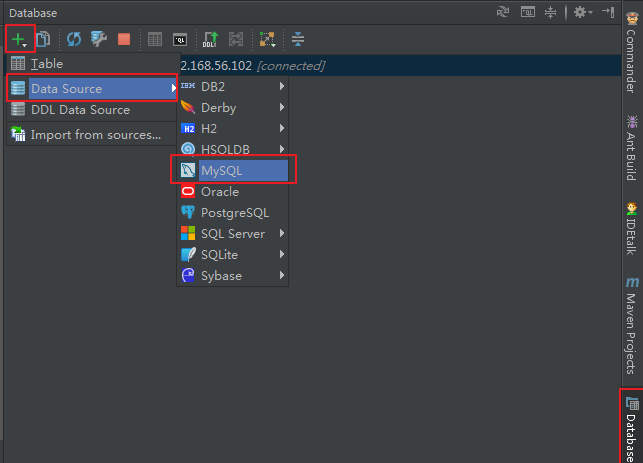 Database
Table
Data Source
DDL Data Source
Import from sources...
2.168.56.102 [connected]
DB2
Derby
H2
HSQLDB
MySQL
Oracle
PostgreSQL
SQL Server
SQLite
Sybase
Commander
Ant Build
IDEtalk
Maven Projects
Database